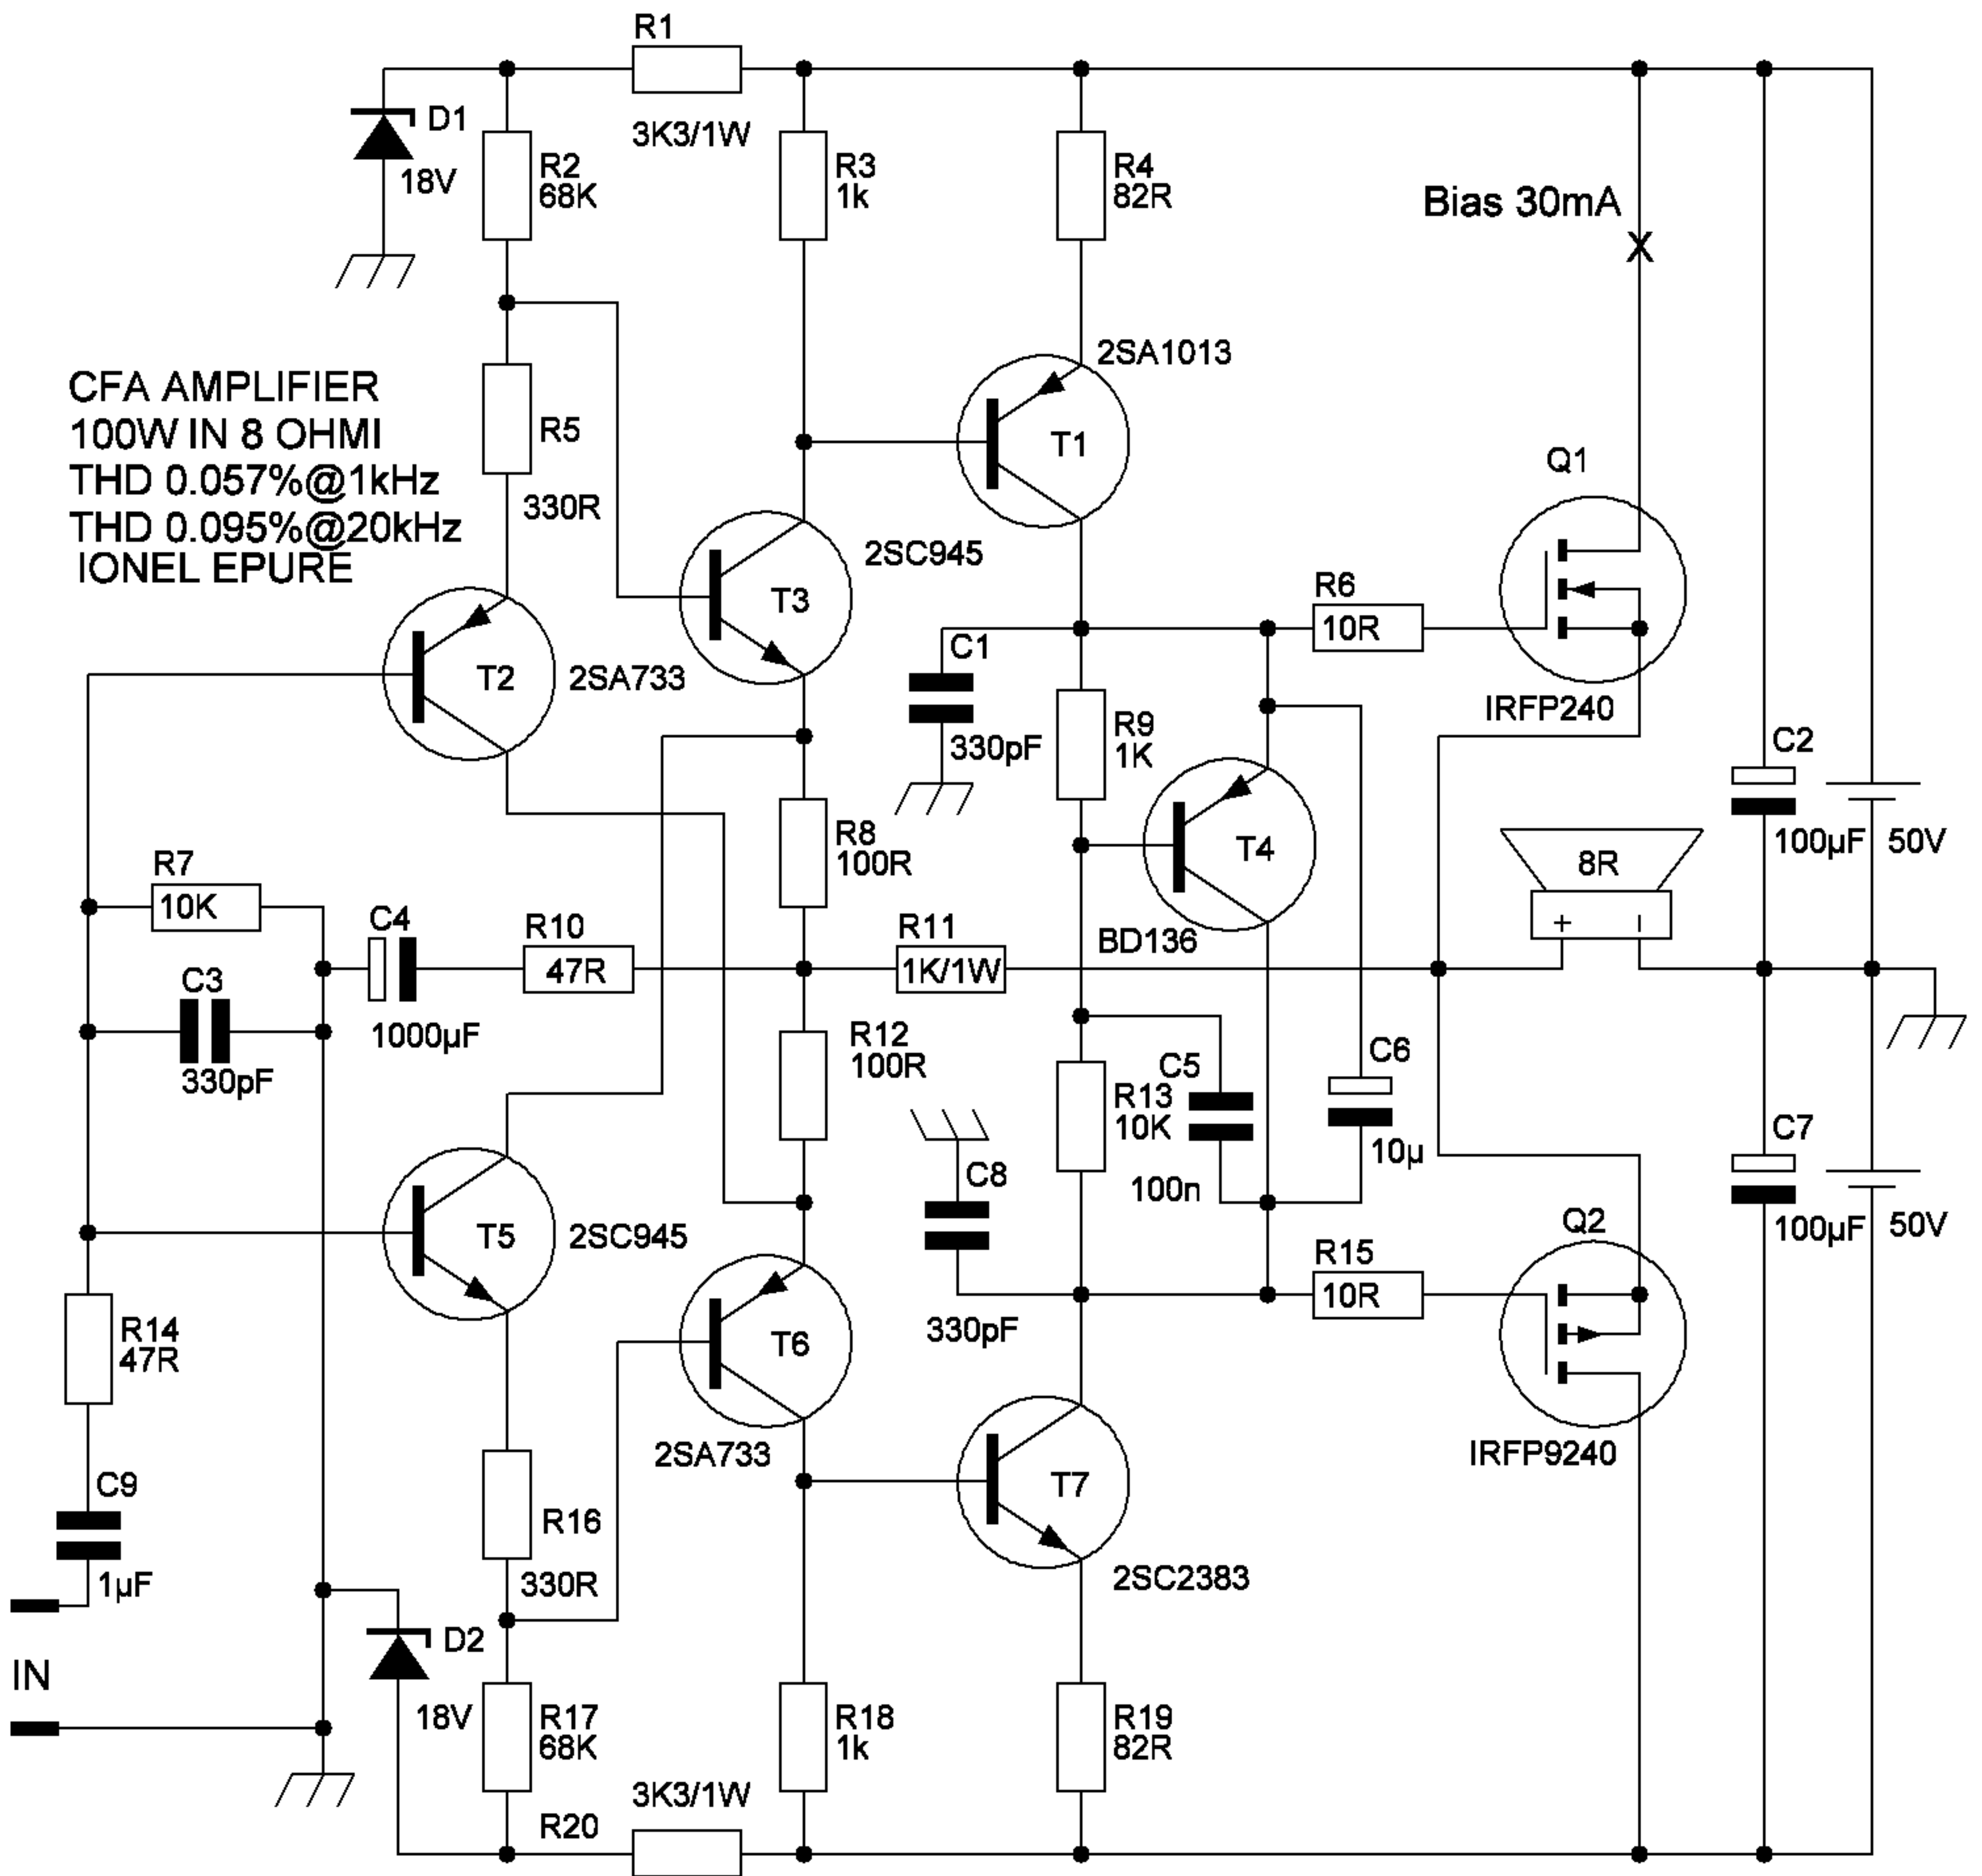 R1
3K3/1W
D1
18V
R2
68K
R3
1k
R4
82R
Bias 30mA
X
CFA AMPLIFIER
100W IN 8 OHMI
THD 0.057%@1kHz
THD 0.095%@20kHz
IONEL EPURE
R5
330R
2SA1013
T1
Q1
2SC945
T3
T2
2SA733
R6
10R
IRFP240
C1
330pF
R9
1K
C2
100µF
50V
R8
100R
T4
BD136
8R
+
R7
10K
C4
1000µF
R10
47R
R11
1K/1W
C3
330pF
R12
100R
C5
100n
C6
10µ
R13
10K
C7
100µF
50V
C8
330pF
T5
2SC945
Q2
R15
10R
IRFP9240
T6
2SA733
R14
47R
T7
2SC2383
C9
1µF
R16
330R
IN
D2
18V
R17
68K
R18
1k
R19
82R
R20
3K3/1W